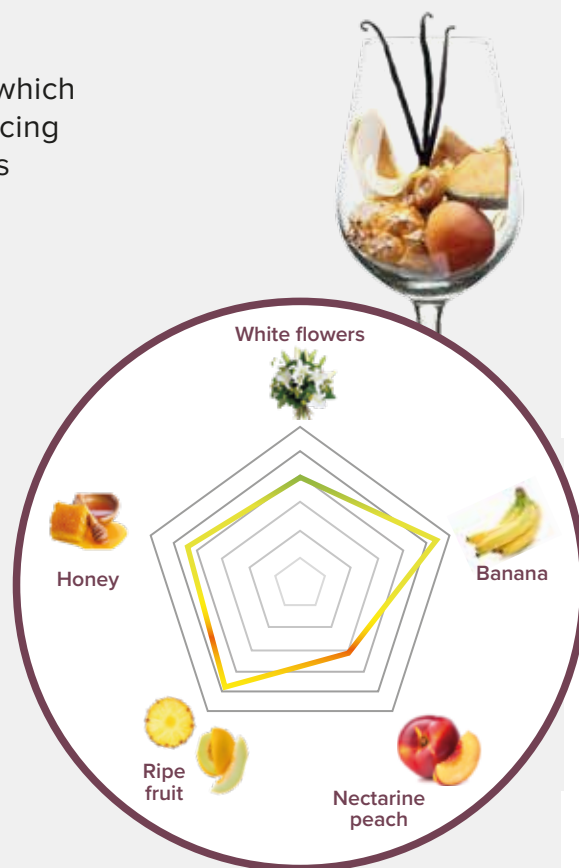 which
cing
s
White flowers
Honey
Banana
Ripe
fruit
Nectarine
peach